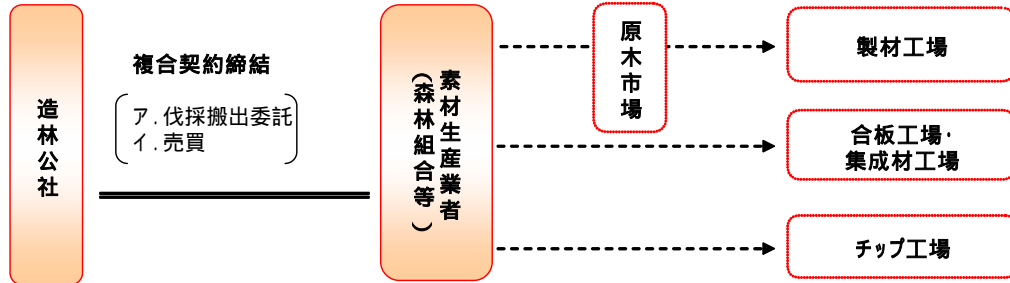 造林公社
複合契約締結
ア.伐採搬出委託
イ.売買
素材生産業者
(森林組合等)
原木市場
製材工場
合板工場・
集成材工場
チップ工場